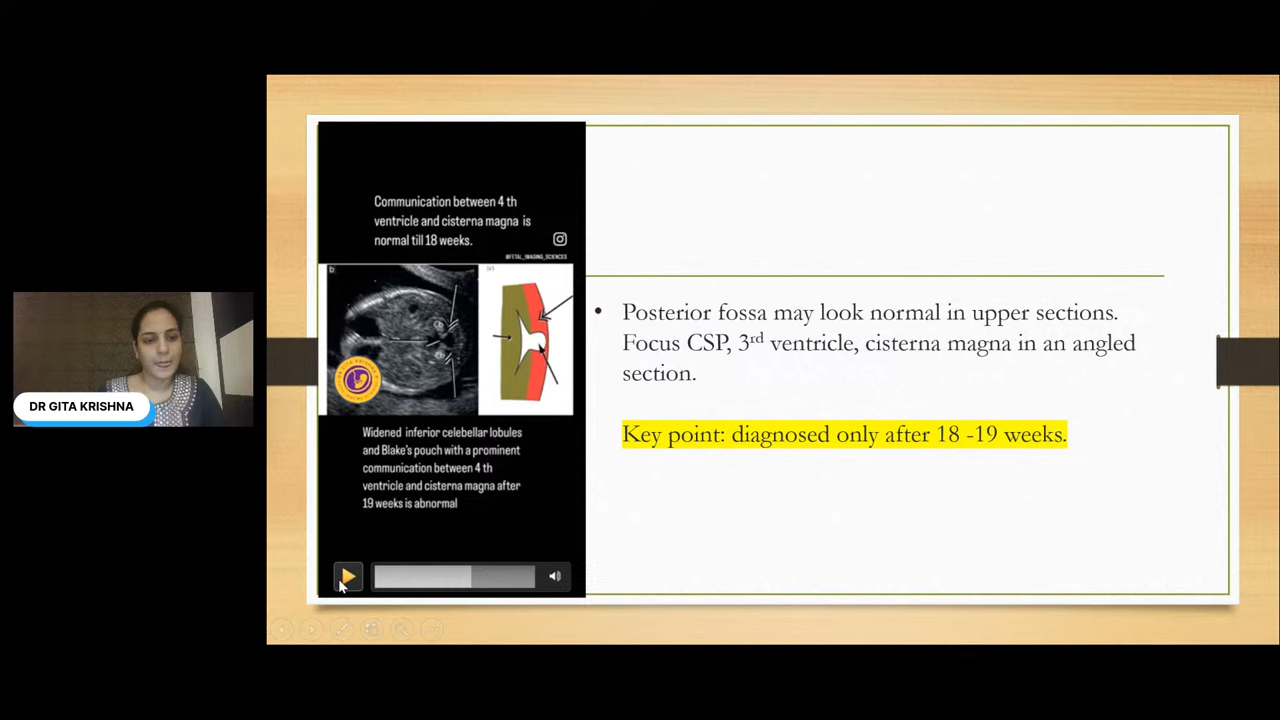 Communication between 4 th
ventricle and cisterna magna is
normal till 18 weeks.
@FETAL_IMAGING_SCIENCES
b
(c)
Widened inferior celebellar lobules
and Blake's pouch with a prominent
communication between 4 th
ventricle and cisterna magna after
19 weeks is abnormal
• Posterior fossa may look normal in upper sections.
Focus CSP, 3rd ventricle, cisterna magna in an angled
section.
Key point: diagnosed only after 18 -19 weeks.
DR GITA KRISHNA